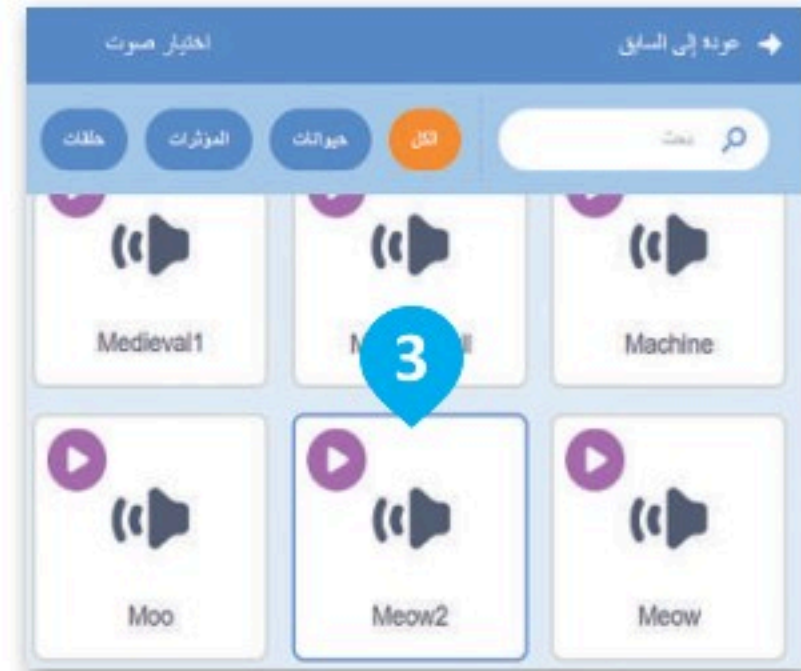 عودة إلى السابق
اختيار صوت
بحث
الكل
حيوانات
المؤثرات
حلقات
Machine
Medieval1
3
Meow
Meow2
Moo